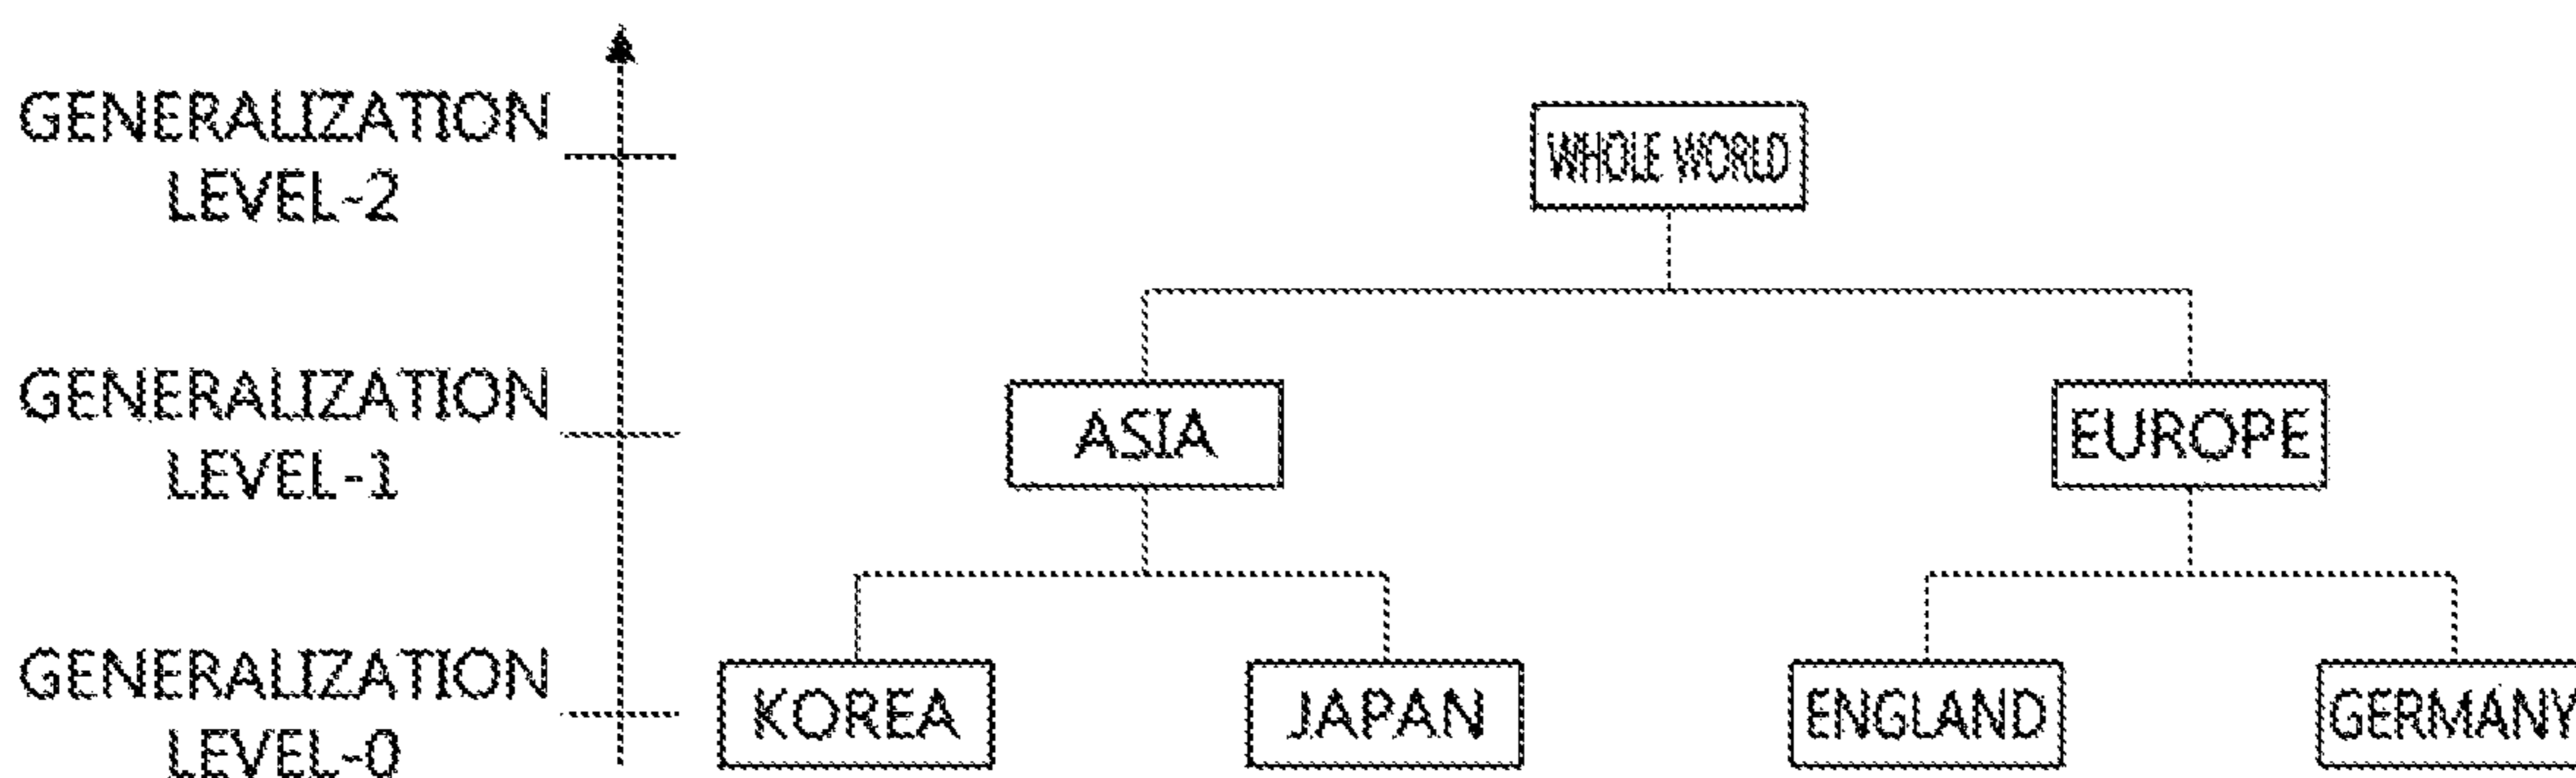 GENERALIZATION
LEVEL-2
WHOLE WORLD
GENERALIZATION
LEVEL-1
ASIA
EUROPE
GENERALIZATION
LEVEL-0
KOREA
JAPAN
ENGLAND
GERMANY